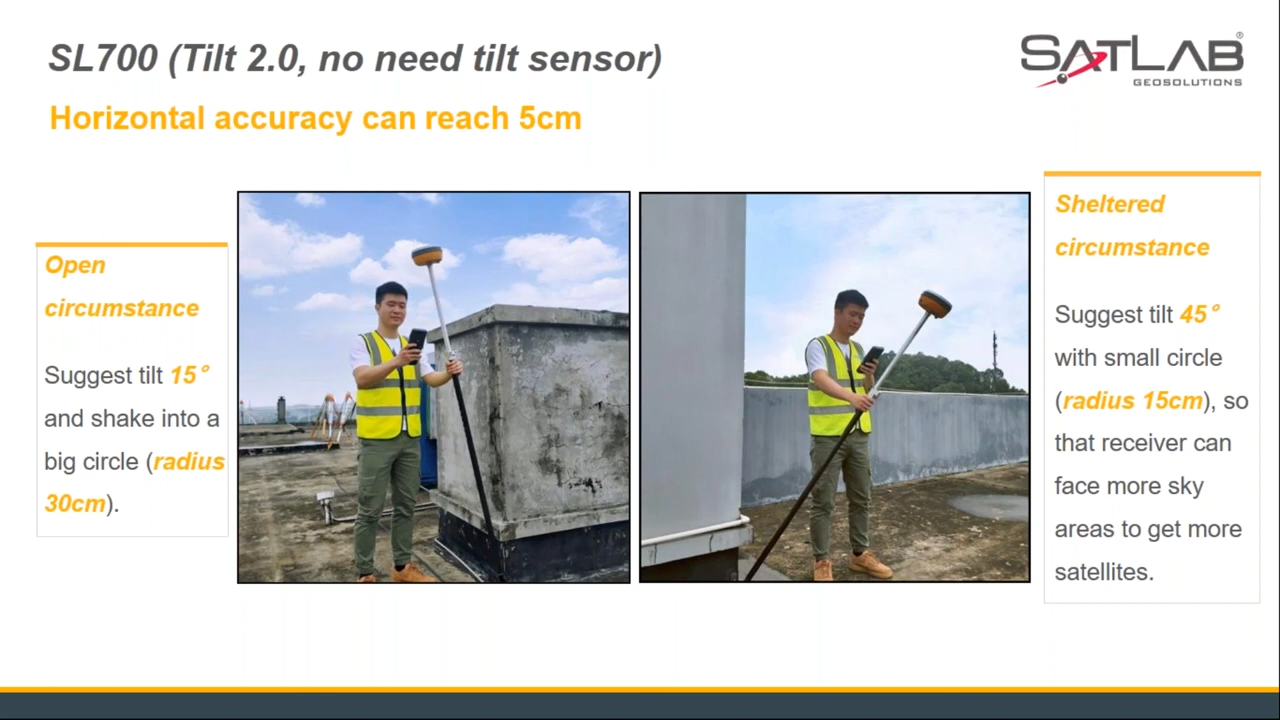 SL700 (Tilt 2.0, no need tilt sensor)
SATLAB®
GEOSOLUTIONS
Horizontal accuracy can reach 5cm
Open
circumstance
Suggest tilt 15°
and shake into a
big circle (radius
30cm).
Sheltered
circumstance
Suggest tilt 45°
with small circle
(radius 15cm), so
that receiver can
face more sky
areas to get more
satellites.